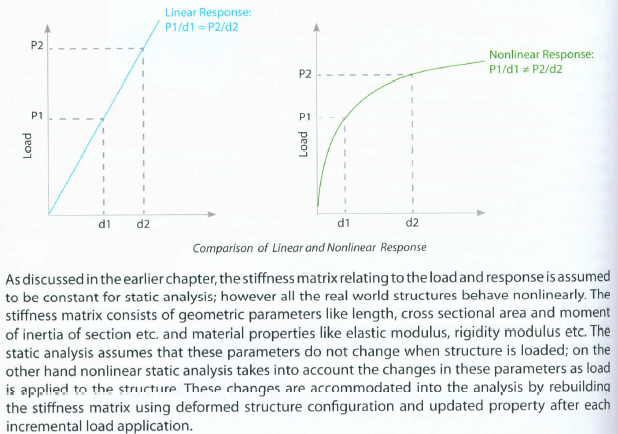 Linear Response:
P1/d1 = P2/d2
P2
P1
Load
d1
d2
Nonlinear Response:
P1/d1 ≠ P2/d2
P2
P1
Load
d1
d2
Comparison of Linear and Nonlinear Response
As discussed in the earlier chapter, the stiffness matrix relating to the load and response is assumed
to be constant for static analysis; however all the real world structures behave nonlinearly. The
stiffness matrix consists of geometric parameters like length, cross sectional area and moment
of inertia of section etc. and material properties like elastic modulus, rigidity modulus etc. The
static analysis assumes that these parameters do not change when structure is loaded; on the
other hand nonlinear static analysis takes into account the changes in these parameters as load
is applied to the structure. These changes are accommodated into the analysis by rebuilding
the stiffness matrix using deformed structure configuration and updated property after each
incremental load application.